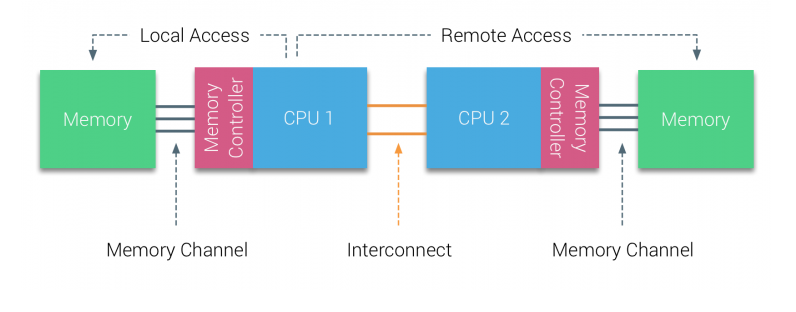 Local Access
Remote Access
Memory
Memory
Controller
CPU 1
CPU 2
Memory
Controller
Memory
Memory Channel
Interconnect
Memory Channel